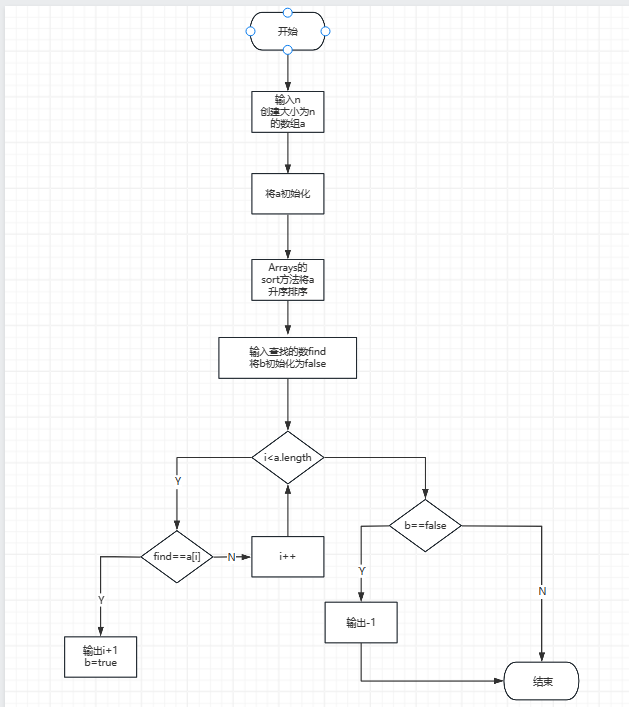 开始
输入n
创建大小为n
的数组a
将a初始化
Arrays的
sort方法将a
升序排序
输入查找的数find
将b初始化为false
i<a.length
Y
b==false
find==a[i]
N
i++
Y
N
Y
输出-1
输出i+1
b=true
结束